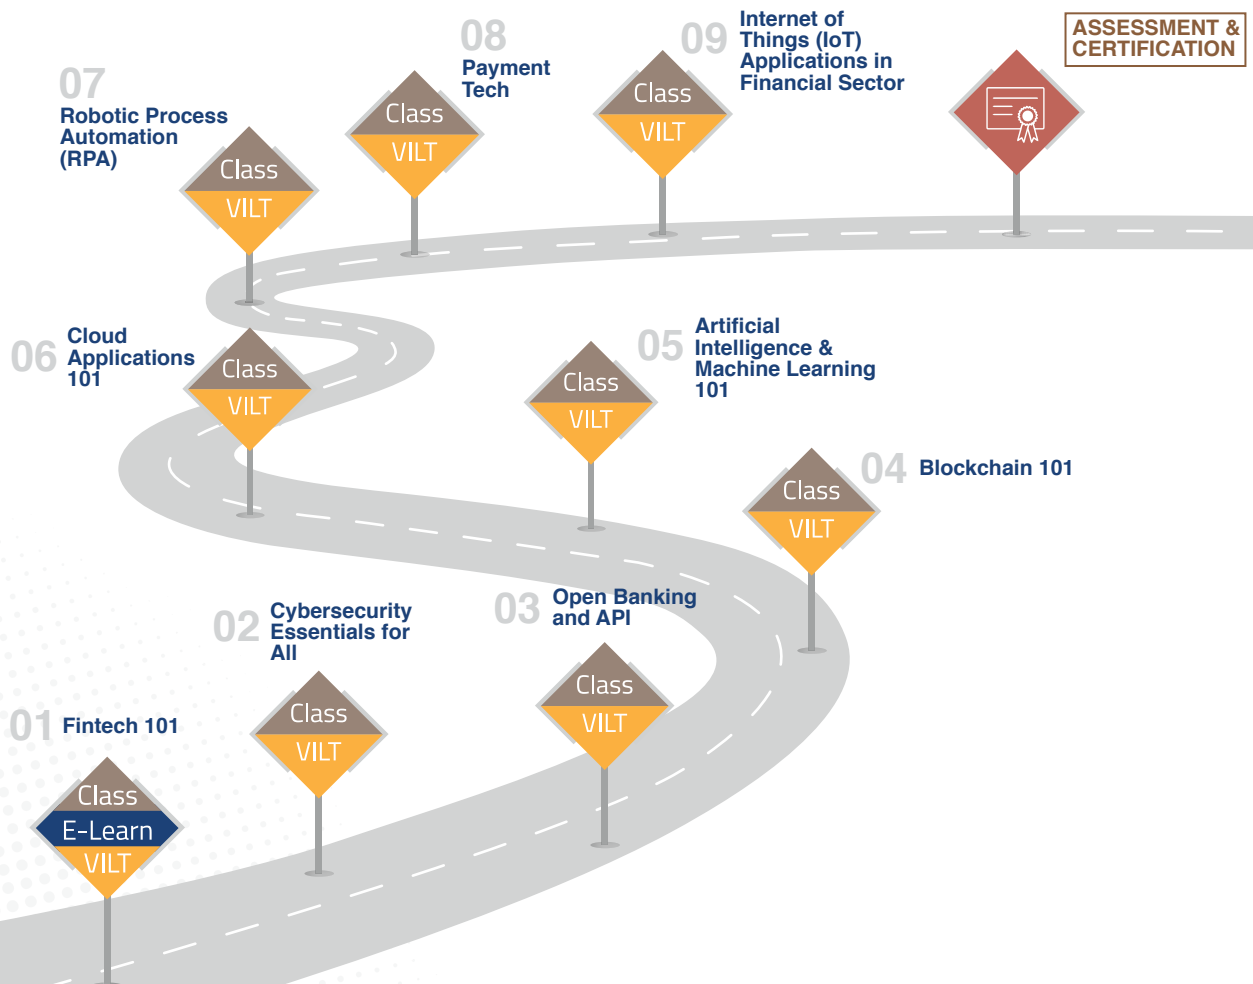 ASSESSMENT &
CERTIFICATION
09
Internet of
Things (IoT)
Applications in
Financial Sector
Class
VILT
08
Payment
Tech
Class
VILT
07
Robotic Process
Automation
(RPA)
Class
VILT
06
Cloud
Applications
101
Class
VILT
05
Artificial
Intelligence &
Machine Learning
101
Class
VILT
04
Blockchain 101
Class
VILT
03
Open Banking
and API
Class
VILT
02
Cybersecurity
Essentials for
All
Class
VILT
01
Fintech 101
Class
E-Learn
VILT